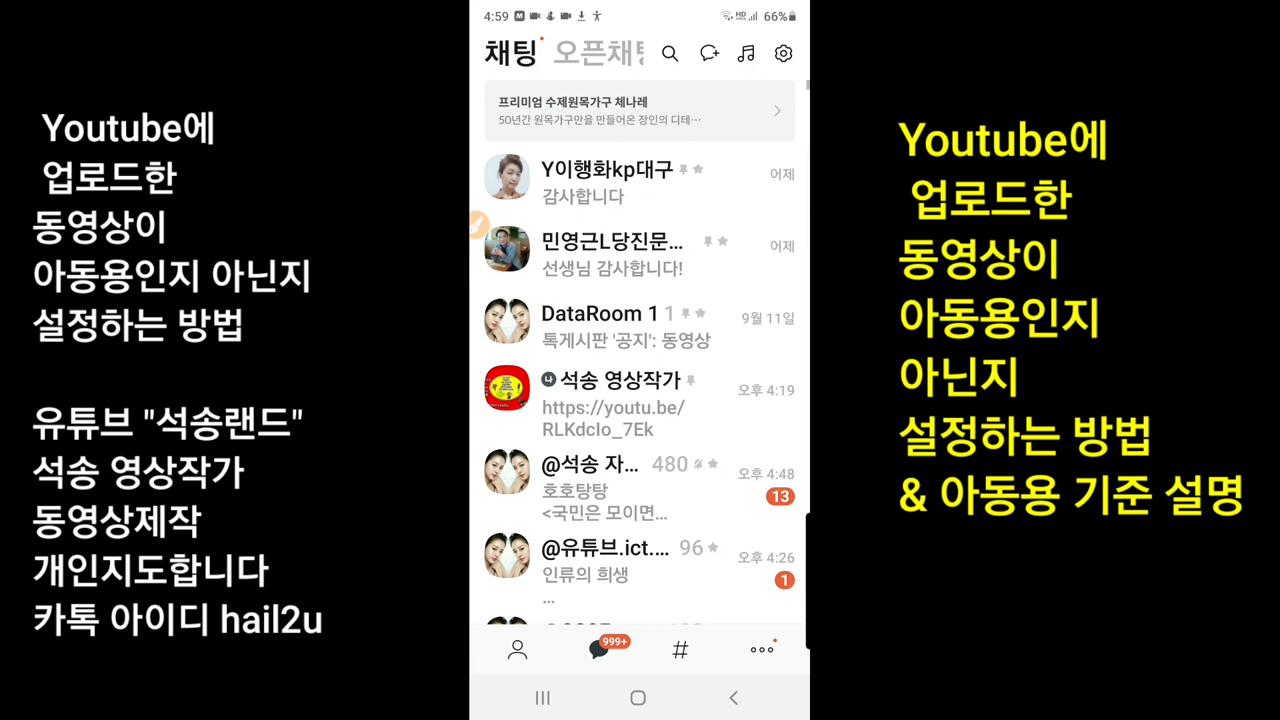 Youtube에
업로드한
동영상이
아동용인지 아닌지
설정하는 방법
유튜브 "석송랜드"
석송 영상작가
동영상제작
개인지도합니다
카톡 아이디 hail2u
4:59
HD
66%
채팅 오픈채팅
프리미엄 수제원목가구 체나레
50년간 원목가구만을 만들어온 장인의 디테…
Y이행화kp대구
어제
감사합니다
민영근L당진문...
어제
선생님 감사합니다!
DataRoom 1 1
9월 11일
톡게시판 '공지': 동영상
나 석송 영상작가
오후 4:19
https://youtu.be/
RLKdcIo_7Ek
@석송 자... 480
오후 4:48
호호탕탕
13
<국민은 모이면...
@유튜브.ict.... 96
오후 4:26
인류의 희생
1
...
999+
#
Youtube에
업로드한
동영상이
아동용인지
아닌지
설정하는 방법
& 아동용 기준 설명